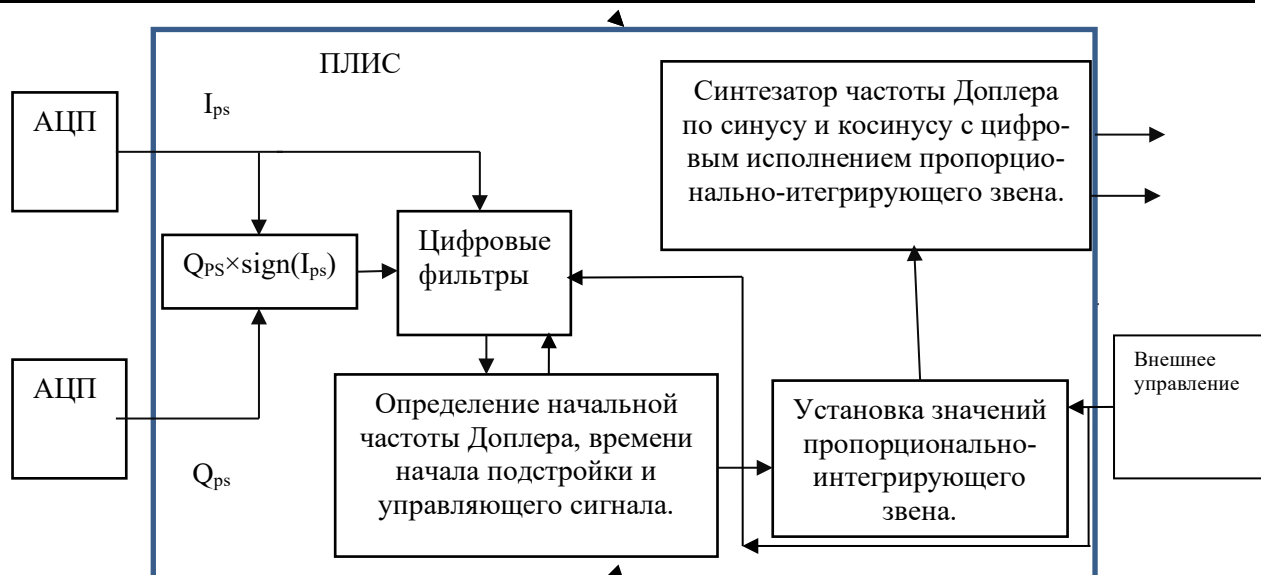 ПЛИС
АЦП
I_ps
Q_PS×sign(I_ps)
Цифровые
фильтры
Синтезатор частоты Доплера
по синусу и косинусу с цифро-
вым исполнением пропорцио-
нально-итегрирующего звена.
АЦП
Q_ps
Определение начальной
частоты Доплера, времени
начала подстройки и
управляющего сигнала.
Установка значений
пропорционально-
интегрирующего
звена.
Внешнее
управление